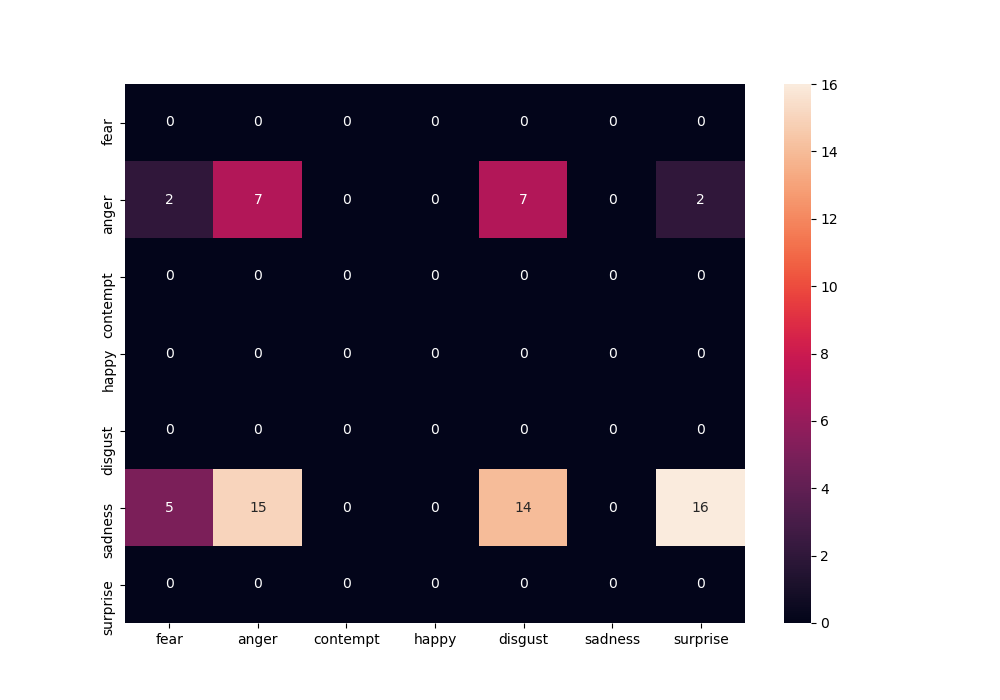 fear 0 0 0 0 0 0 0
anger 2 7 0 0 7 0 2
contempt 0 0 0 0 0 0 0
happy 0 0 0 0 0 0 0
disgust 0 0 0 0 0 0 0
sadness 5 15 0 0 14 0 16
surprise 0 0 0 0 0 0 0
fear anger contempt happy disgust sadness surprise
16
14
12
10
8
6
4
2
0